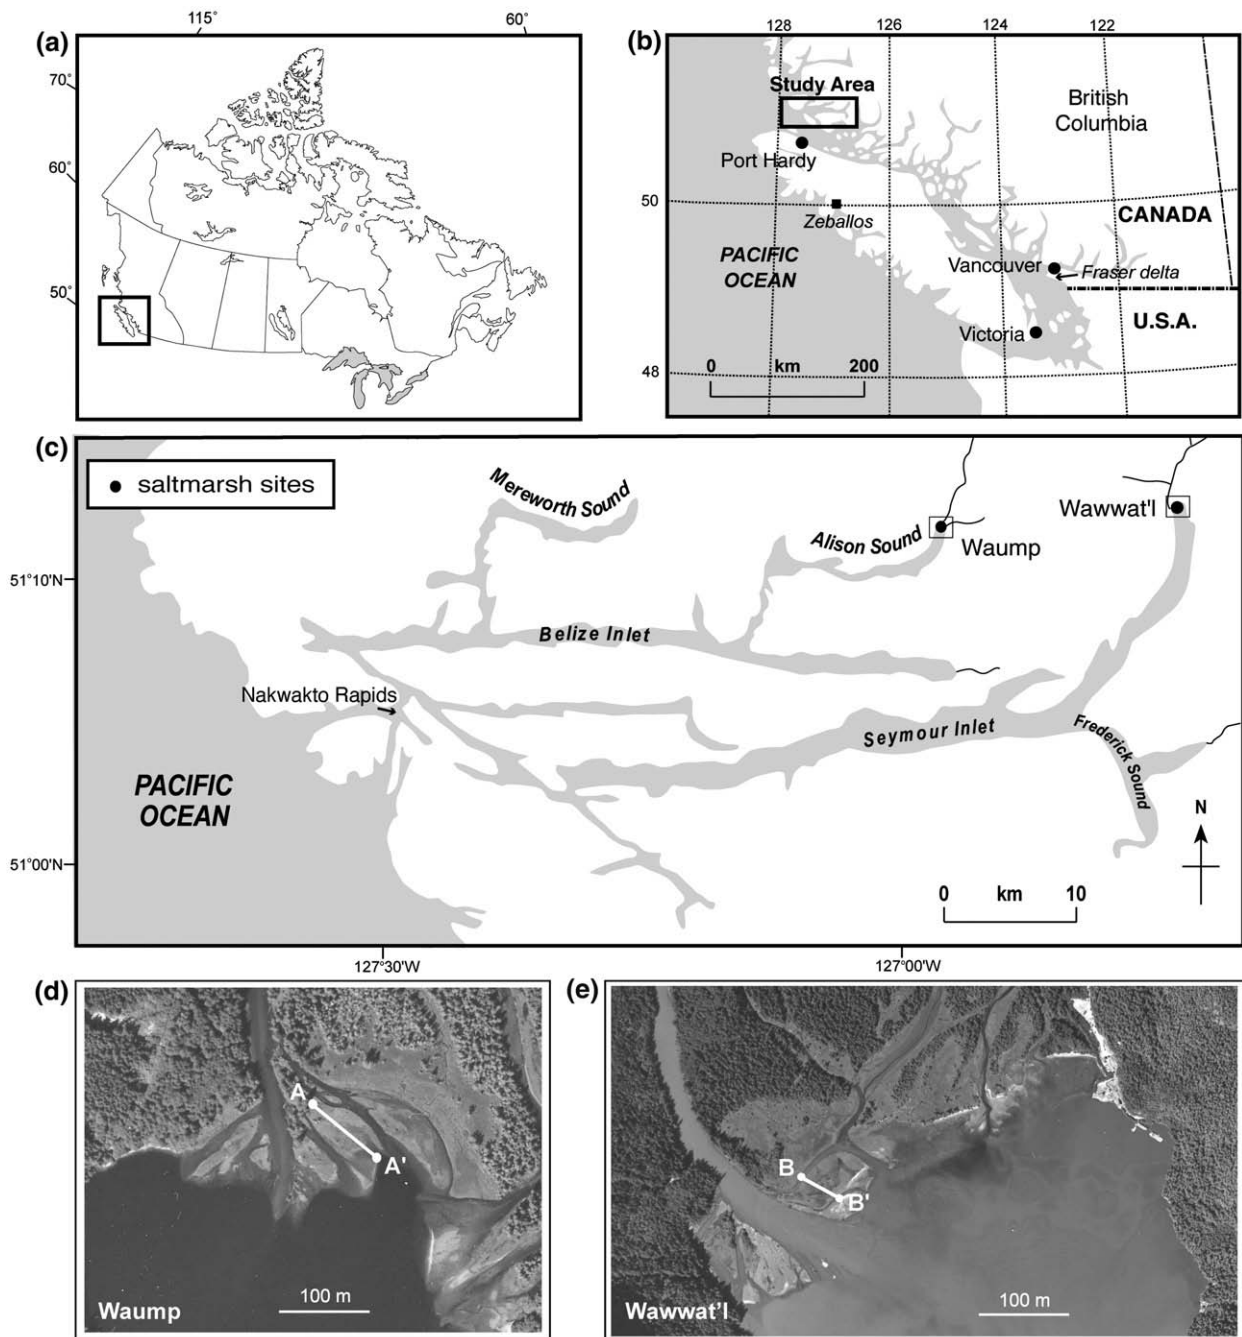 (a)
115°
60°
70°
60°
50°
(b)
128
126
124
122
Study Area
British
Columbia
Port Hardy
50
Zeballos
CANADA
PACIFIC
OCEAN
Vancouver
Fraser delta
U.S.A.
Victoria
0 km 200
48
(c)
saltmarsh sites
Mereworth Sound
Alison Sound
Waump
Wawwat'l
51°10'N
Belize Inlet
Nakwakto Rapids
Seymour Inlet
Frederick Sound
PACIFIC
OCEAN
N
51°00'N
0 km 10
127°30'W
127°00'W
(d)
A
A'
100 m
Waump
(e)
B
B'
100 m
Wawwat'l